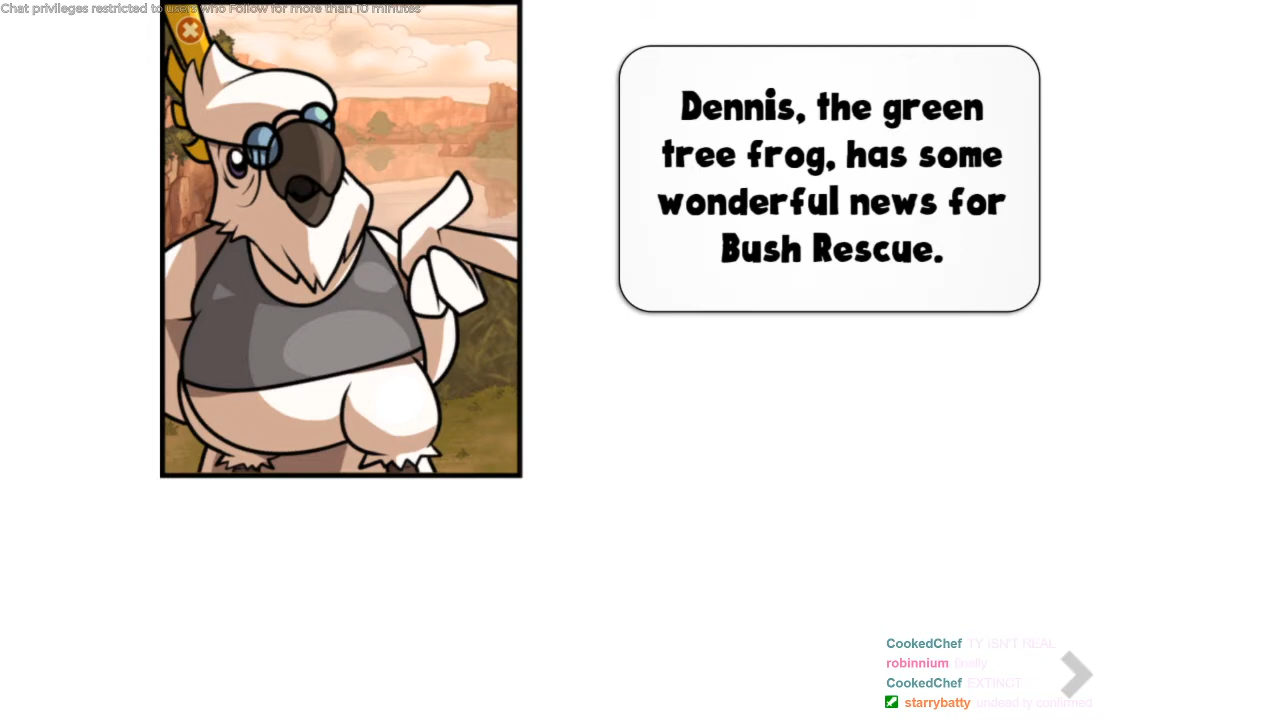 Chat privileges restricted to users who Follow for more than 10 minutes
Dennis, the green
tree frog, has some
wonderful news for
Bush Rescue.
CookedChef TY ISN'T REAL
robinnium finally
CookedChef EXTINCT
starrybatty undead ty confirmed